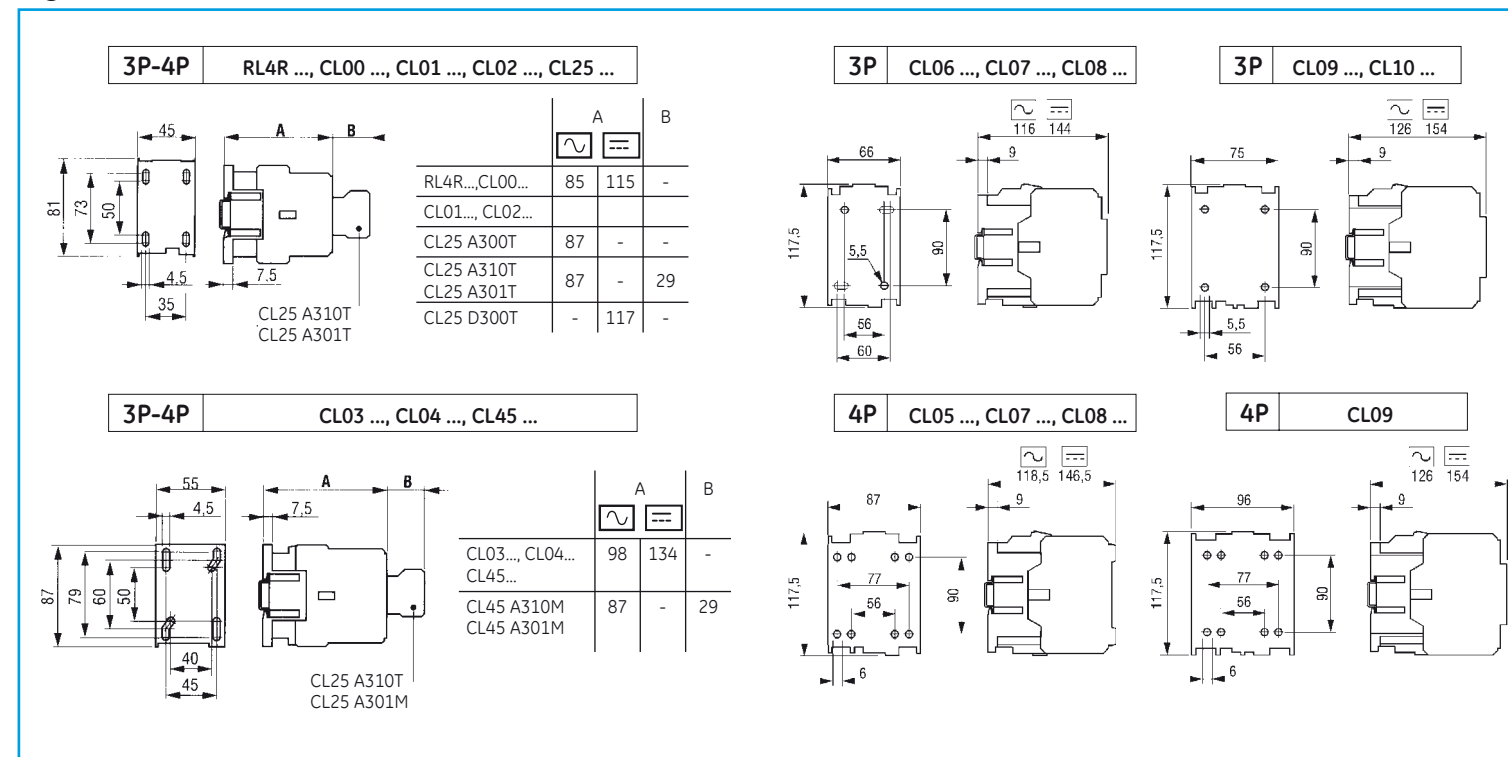 3P-4P RL4R ..., CL00 ..., CL01 ..., CL02 ..., CL25 ...
45
A B
81
73
50
4,5
35
7.5
CL25 A310T
CL25 A301T
A B
RL4R...,CL00... 85 115 -
CL01..., CL02...
CL25 A300T 87 - -
CL25 A310T
CL25 A301T 87 - 29
CL25 D300T - 117 -
3P CL06 ..., CL07 ..., CL08 ...
116 144
66
9
117,5
5,5
90
56
60
3P CL09 ..., CL10 ...
126 154
75
9
117,5
90
5,5
56
3P-4P CL03 ..., CL04 ..., CL45 ...
55
4,5
A B
7,5
87
79
60
50
40
45
CL25 A310T
CL25 A301M
A B
CL03..., CL04... 98 134 -
CL45...
CL45 A310M 87 - 29
CL45 A301M
4P CL05 ..., CL07 ..., CL08 ...
118,5 146,5
87
9
117,5
77
56
90
6
4P CL09
126 154
96
9
117,5
77
56
90
6